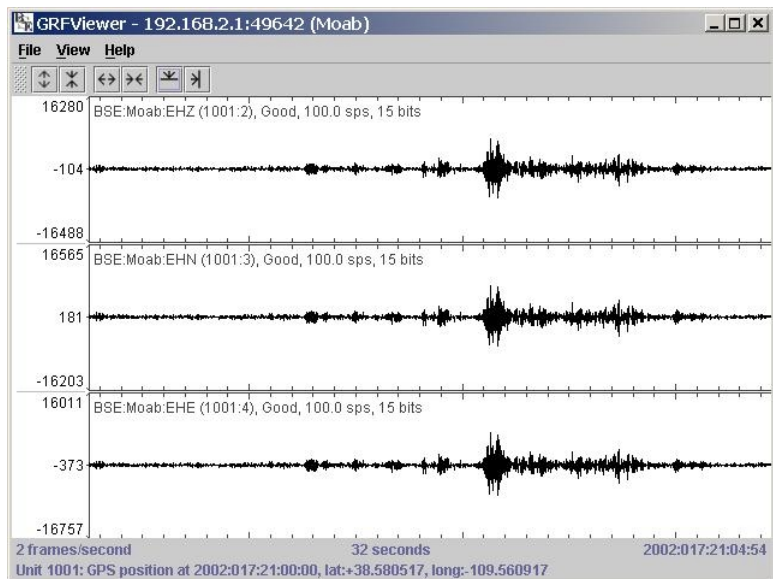 GRFViewer - 192.168.2.1:49642 (Moab)
File View Help
16280 BSE:Moab:EHZ (1001:2), Good, 100.0 sps, 15 bits
-104
-16488
16565 BSE:Moab:EHN (1001:3), Good, 100.0 sps, 15 bits
181
-16203
16011 BSE:Moab:EHE (1001:4), Good, 100.0 sps, 15 bits
-373
-16757
2 frames/second 32 seconds 2002:017:21:04:54
Unit 1001: GPS position at 2002:017:21:00:00, lat:+38.580517, long:-109.560917